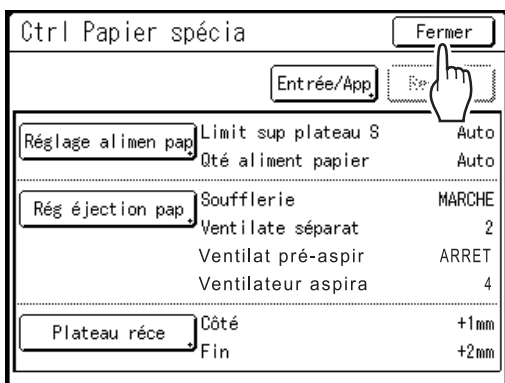 Ctrl Papier spécia Fermer
Entrée/App
Réglage alimen pap Limit sup plateau S Auto
Qté aliment papier Auto
Rég éjection pap Soufflerie MARCHE
Ventilate séparat 2
Ventilat pré-aspir ARRET
Ventilateur aspira 4
Plateau réce Côté +1mm
Fin +2mm